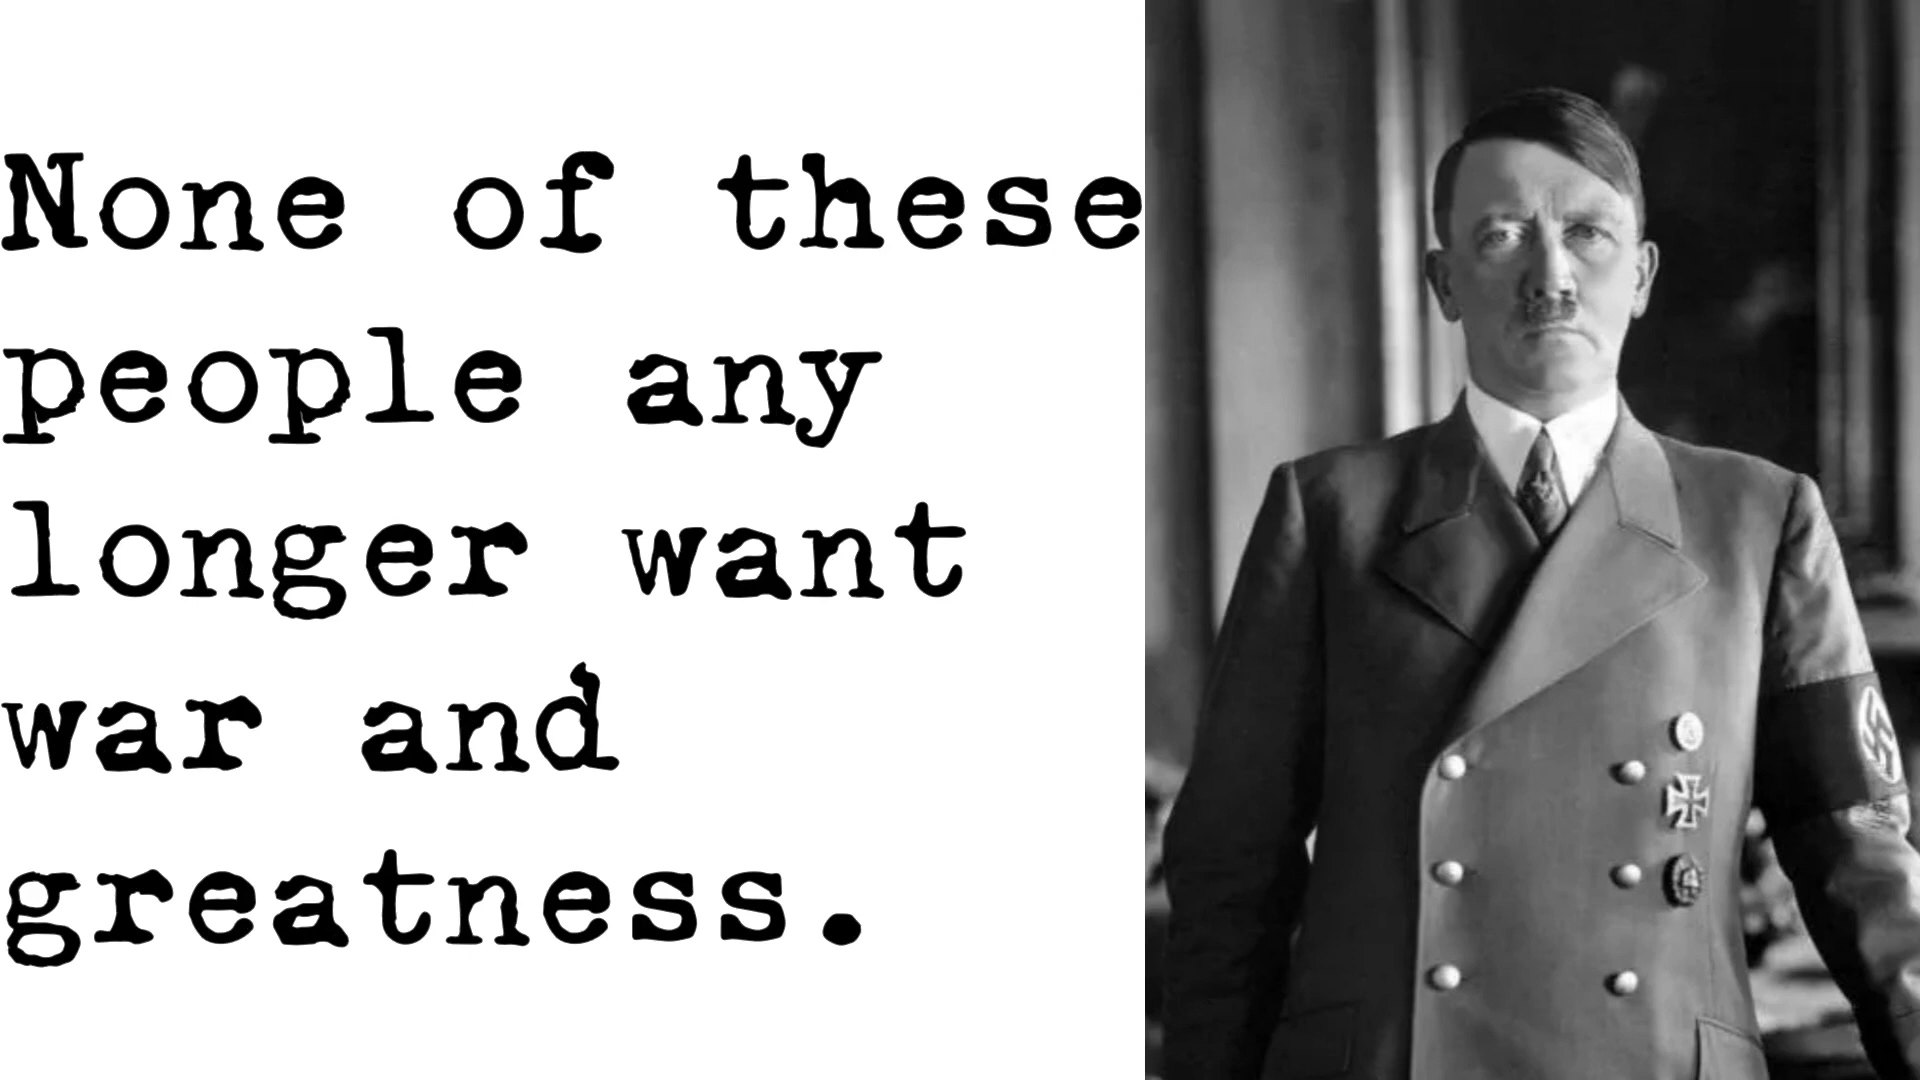 None of these
people any
longer want
war and
greatness.